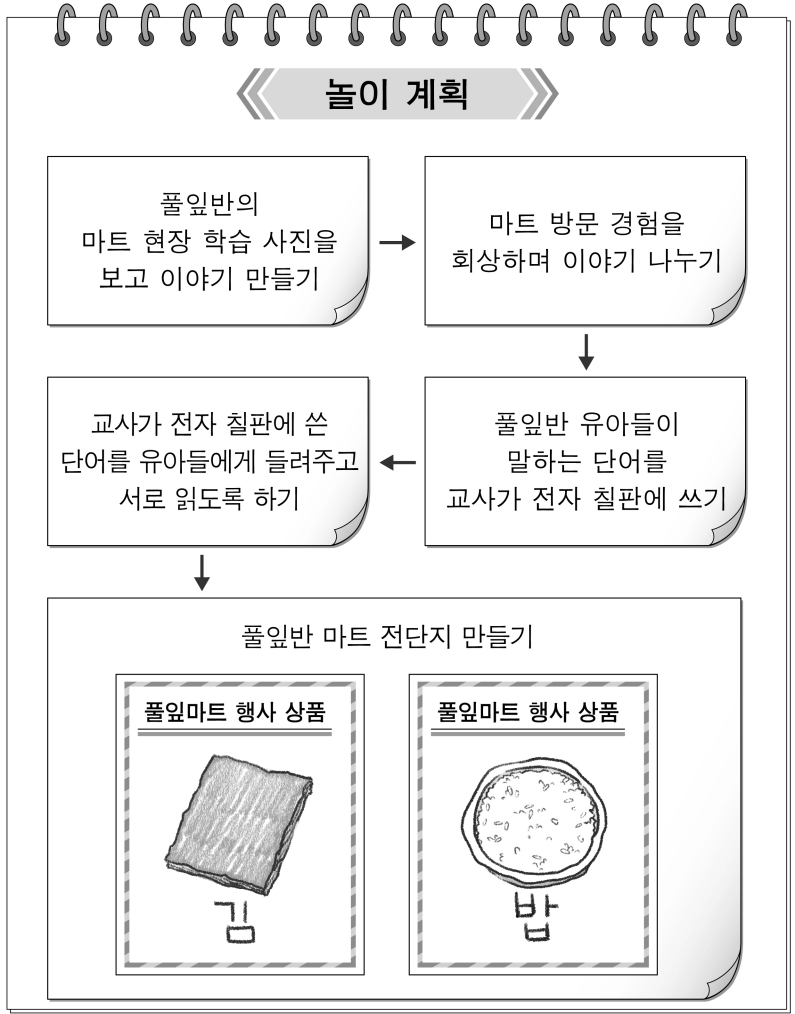 놀이 계획
풀잎반의
마트 현장 학습 사진을
보고 이야기 만들기
마트 방문 경험을
회상하며 이야기 나누기
풀잎반 유아들이
말하는 단어를
교사가 전자 칠판에 쓰기
교사가 전자 칠판에 쓴
단어를 유아들에게 들려주고
서로 읽도록 하기
풀잎반 마트 전단지 만들기
풀잎마트 행사 상품
김
풀잎마트 행사 상품
밥